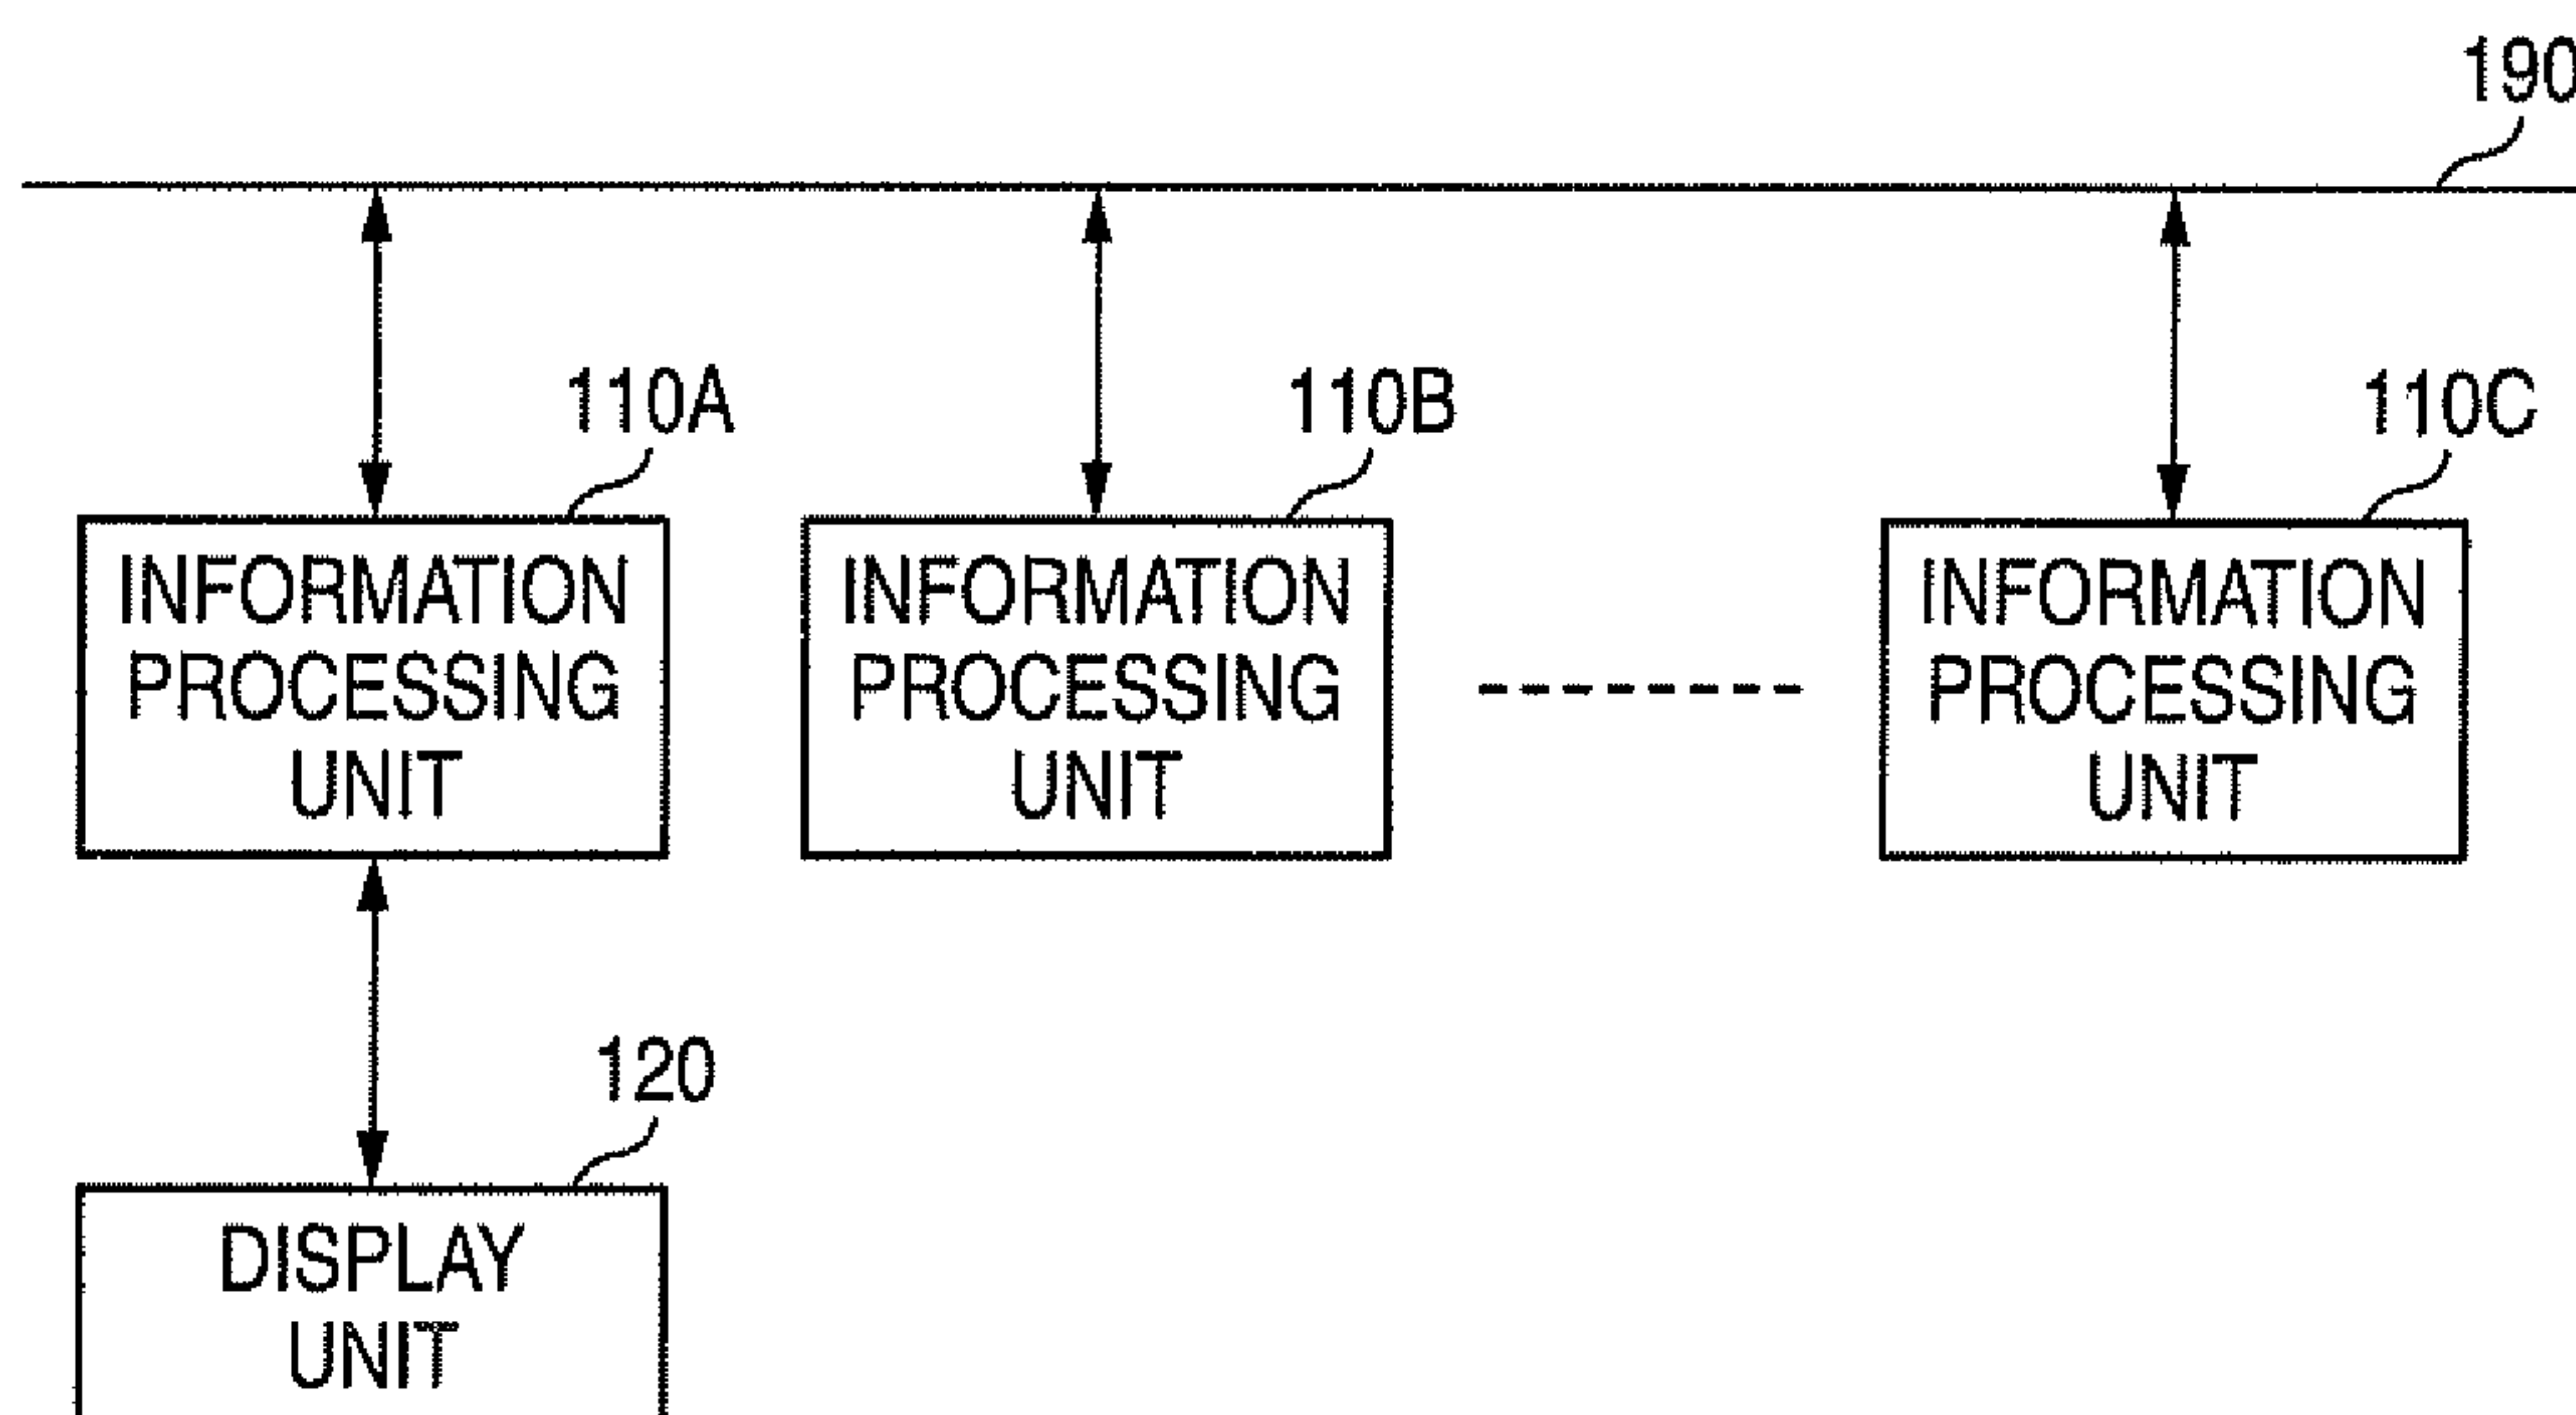 190
110A
110B
110C
INFORMATION
PROCESSING
UNIT
INFORMATION
PROCESSING
UNIT
INFORMATION
PROCESSING
UNIT
120
DISPLAY
UNIT